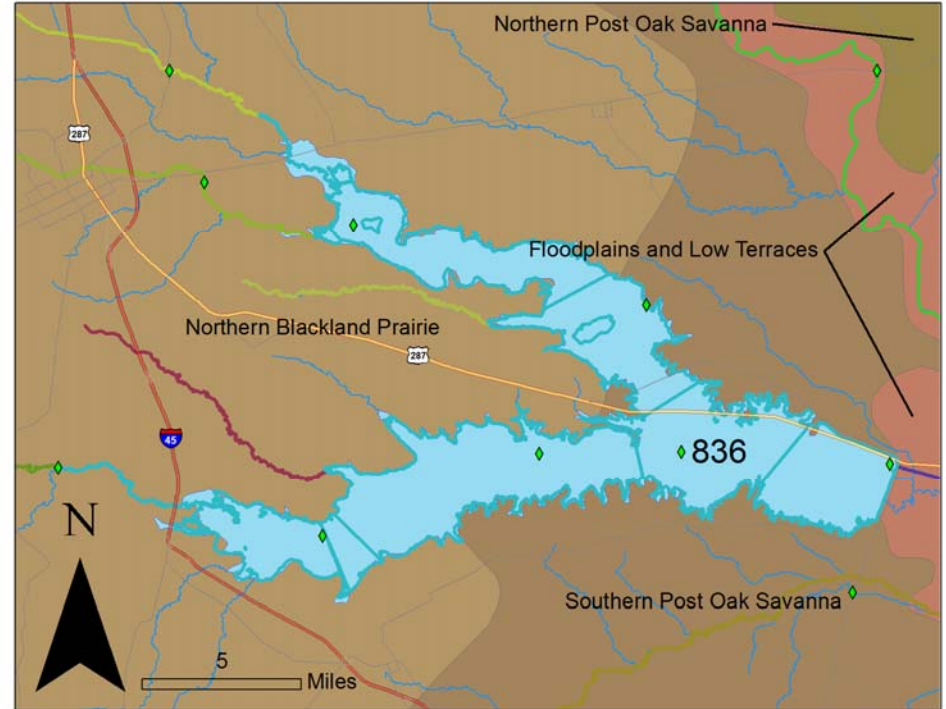 Northern Post Oak Savanna
287
Floodplains and Low Terraces
Northern Blackland Prairie
287
45
836
N
Southern Post Oak Savanna
5
Miles